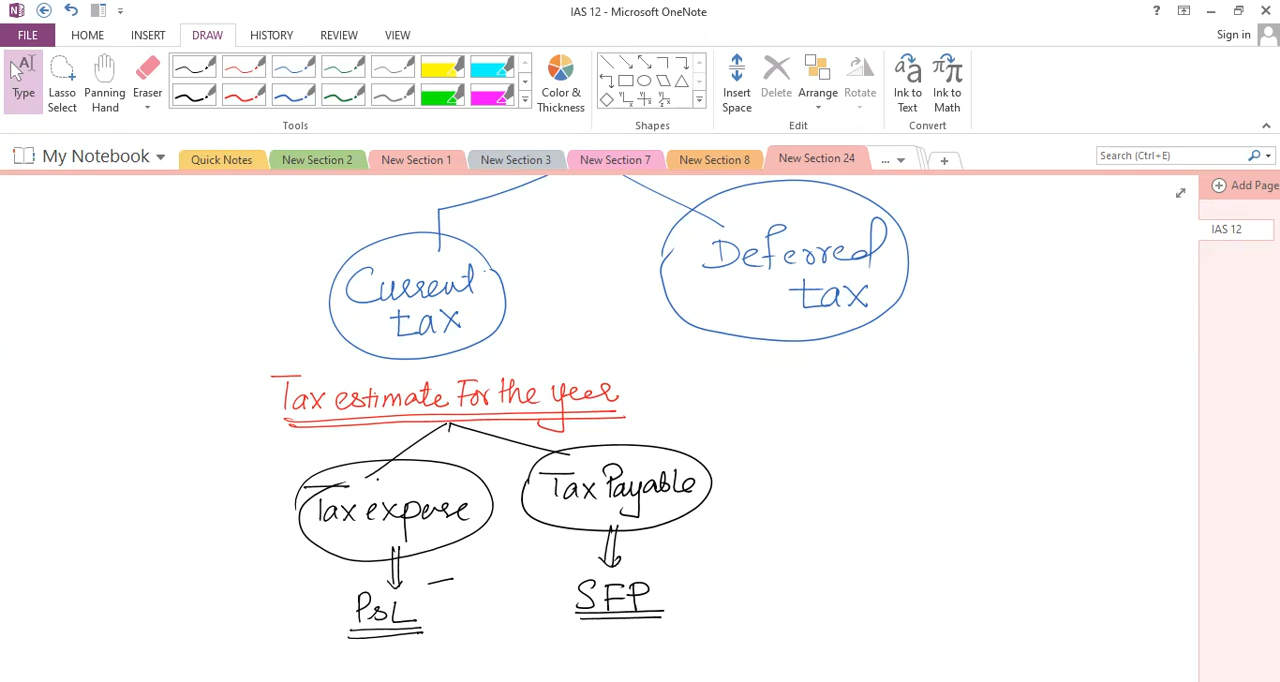 IAS 12 - Microsoft OneNote
?
FILE
HOME
INSERT
DRAW
HISTORY
REVIEW
VIEW
Sign in
Type
Lasso
Select
Panning
Hand
Eraser
Color &
Thickness
Insert
Space
Delete
Arrange
Rotate
Ink to
Text
Ink to
Math
Tools
Shapes
Edit
Convert
My Notebook
Quick Notes
New Section 2
New Section 1
New Section 3
New Section 7
New Section 8
New Section 24
...
Search (Ctrl+E)
Add Page
IAS 12
Deferred
tax
Current
tax
Tax estimate For the year
Tax expense
Tax Payable
PsL
SFP